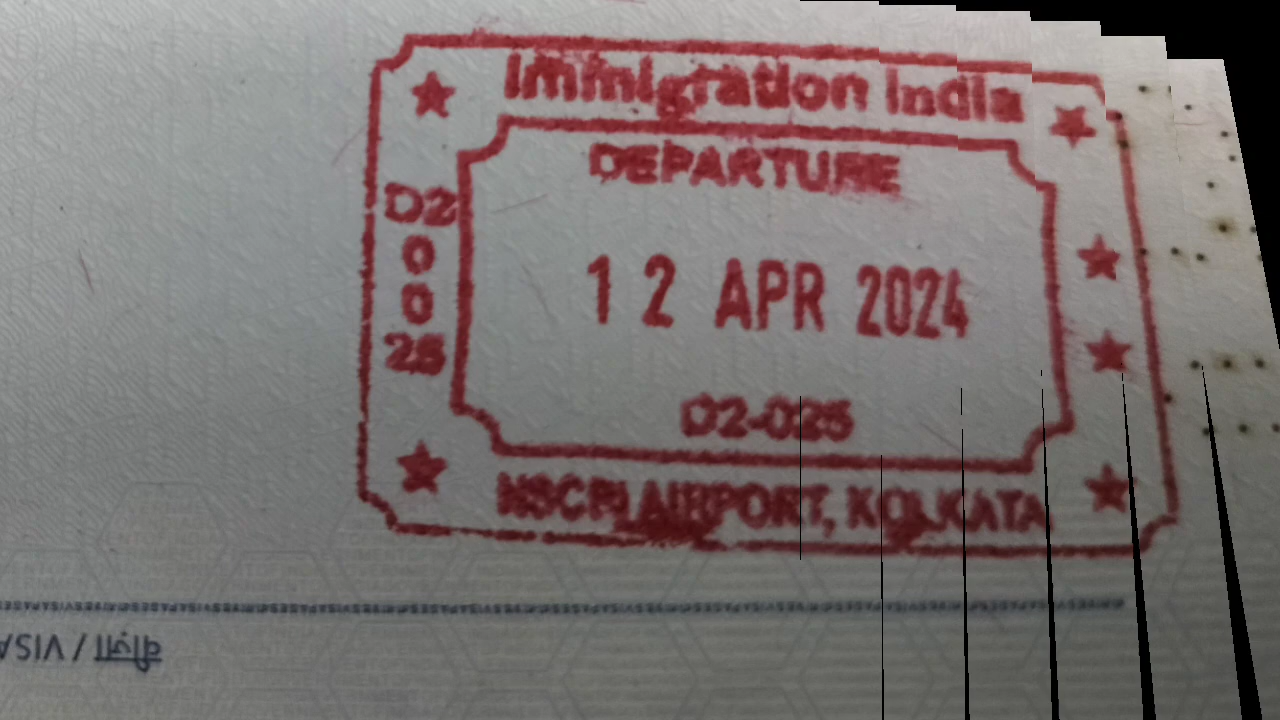 Immigration India
DEPARTURE
D2
0
0
25
12 APR 2024
D2-025
NSCBI AIRPORT, KOLKATA
वीज़ा / VISA